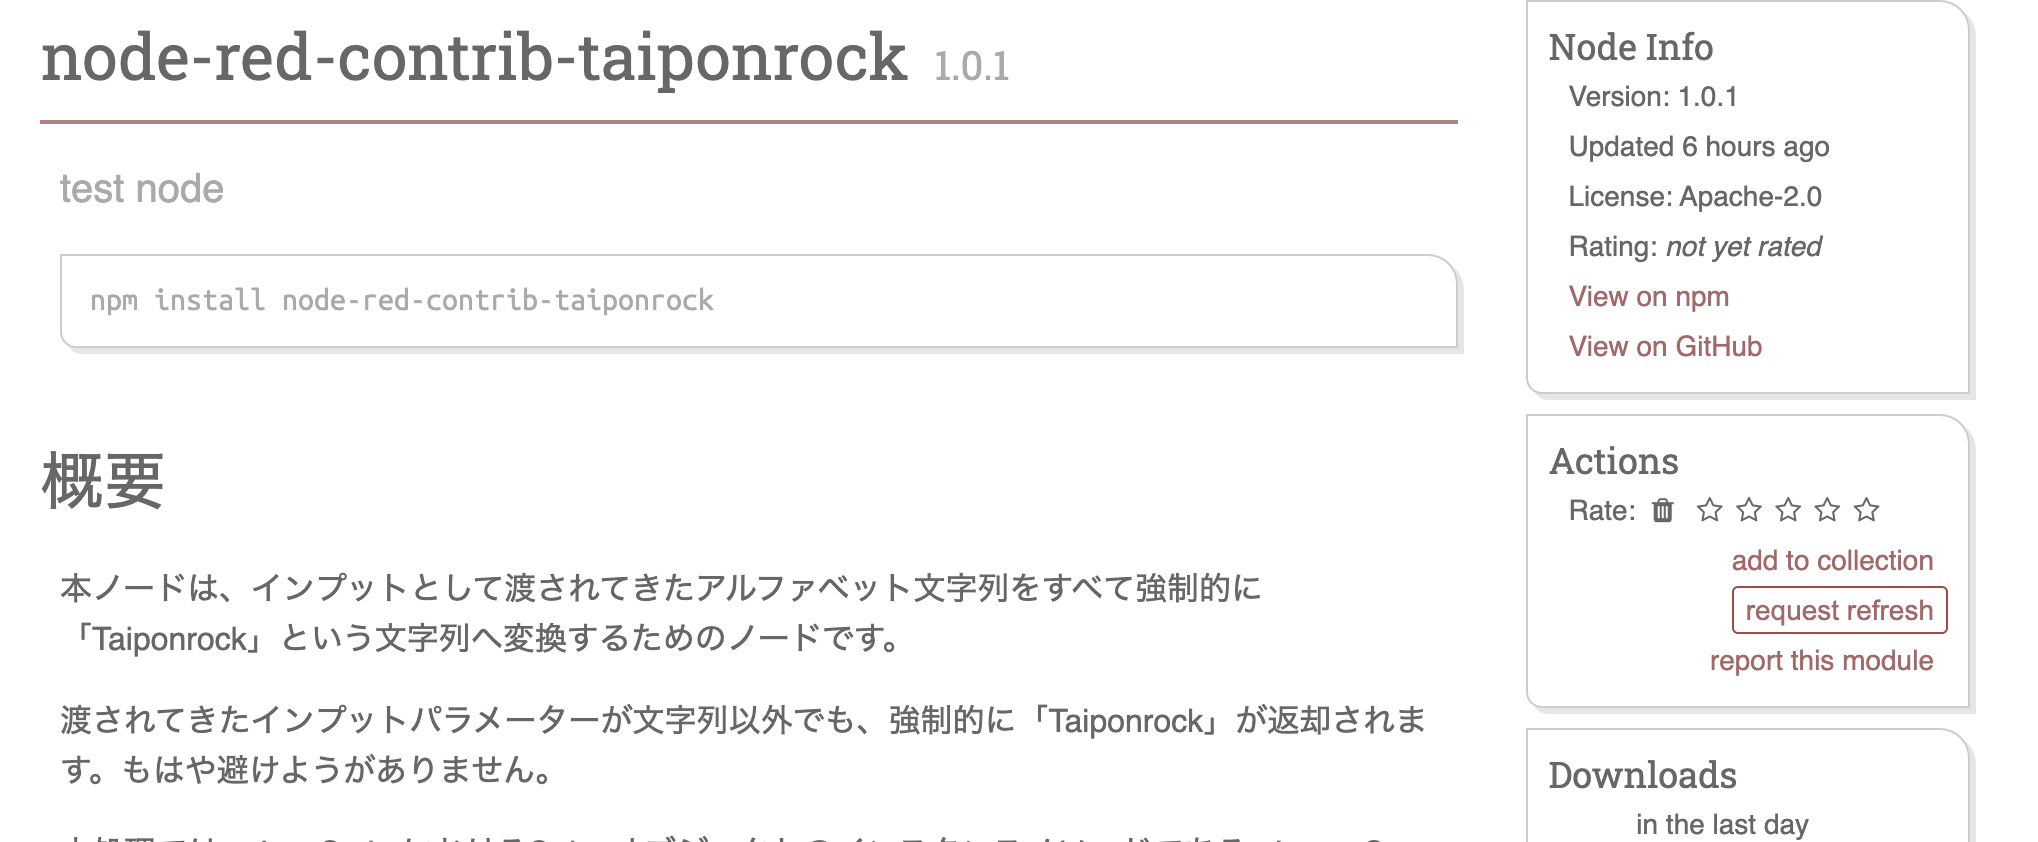 node-red-contrib-taiponrock 1.0.1
test node
npm install node-red-contrib-taiponrock
概要
本ノードは、インプットとして渡されてきたアルファベット文字列をすべて強制的に
「Taiponrock」という文字列へ変換するためのノードです。
渡されてきたインプットパラメーターが文字列以外でも、強制的に「Taiponrock」が返却されま
す。もはや避けようがありません。
Node Info
Version: 1.0.1
Updated 6 hours ago
License: Apache-2.0
Rating: not yet rated
View on npm
View on GitHub
Actions
Rate:
add to collection
request refresh
report this module
Downloads
in the last day